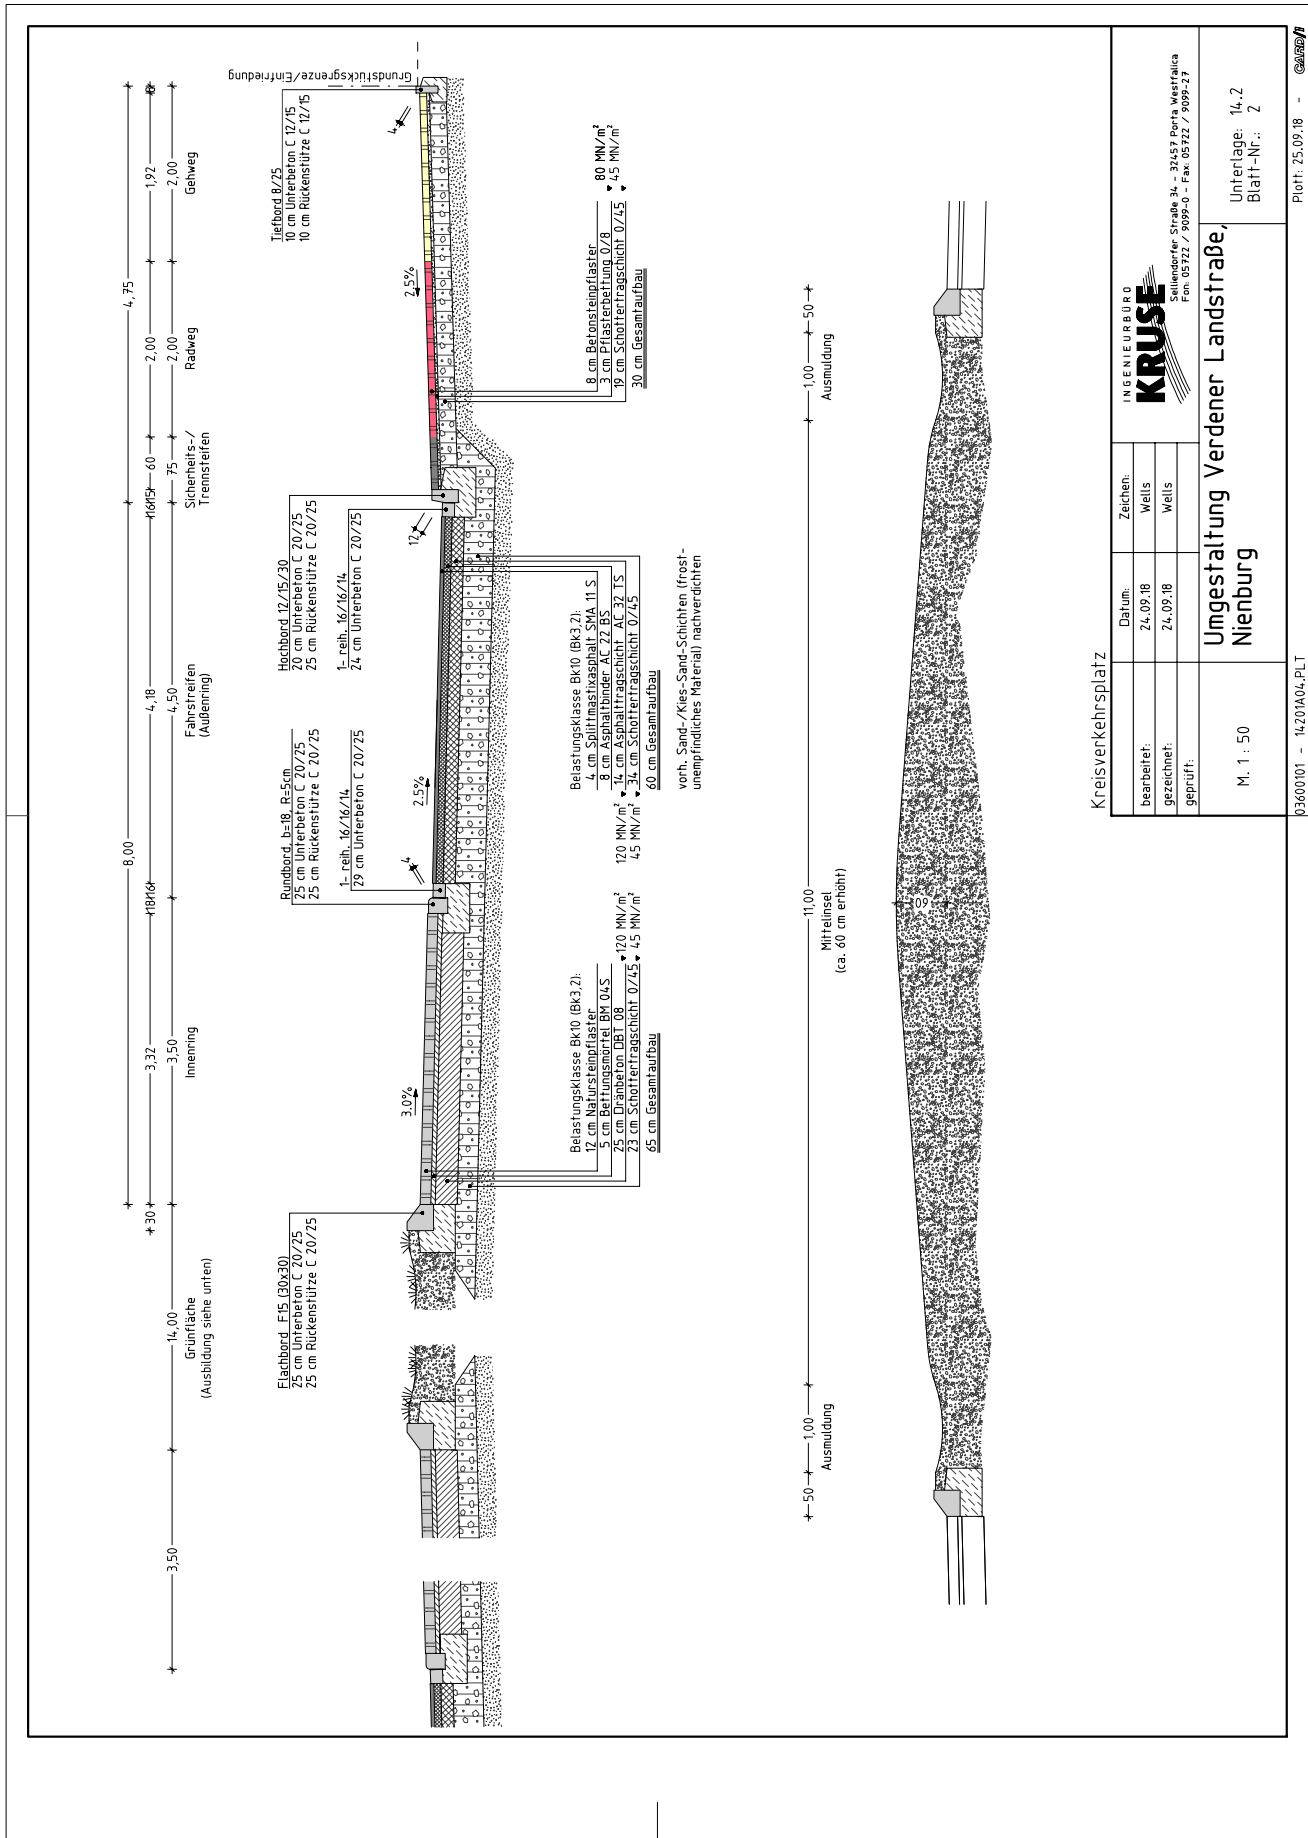 14,00
Grünfläche
(Ausbildung siehe unten)
3,50
30
8,00
3,32
3,50
Innenring
18
16
4,18
4,50
Fahrstreifen
(Außenring)
16
15
4,75
60
75
Sicherheits-/
Trennsteifen
2,00
2,00
Radweg
1,92
2,00
Gehweg
8
Grundstücksgrenze/Einfriedung
Flachbord F15 (30x30)
25 cm Unterbeton C 20/25
25 cm Rückenstütze C 20/25
Rundbord, b=18, R=5cm
25 cm Unterbeton C 20/25
25 cm Rückenstütze C 20/25
1- reih. 16/16/14
29 cm Unterbeton C 20/25
Hochbord 12/15/30
20 cm Unterbeton C 20/25
25 cm Rückenstütze C 20/25
1- reih. 16/16/14
24 cm Unterbeton C 20/25
Tiefbord 8/25
10 cm Unterbeton C 12/15
10 cm Rückenstütze C 12/15
3.0%
4
2.5%
12
2.5%
4
Belastungsklasse Bk10 (Bk3,2):
12 cm Natursteinpflaster
5 cm Bettungsmörtel BM 04S
25 cm Dränbeton DBT 08
120 MN/m²
23 cm Schottertragschicht 0/45
45 MN/m²
65 cm Gesamtaufbau
Belastungsklasse Bk10 (Bk3,2):
4 cm Splittmastixasphalt SMA 11 S
8 cm Asphaltbinder AC 22 BS
120 MN/m²
14 cm Asphalttragschicht AC 32 TS
45 MN/m²
34 cm Schottertragschicht 0/45
60 cm Gesamtaufbau
vorh. Sand-/Kies-Sand-Schichten (frost-
unempfindliches Material) nachverdichten
8 cm Betonsteinpflaster
3 cm Pflasterbettung 0/8
80 MN/m²
19 cm Schottertragschicht 0/45
45 MN/m²
30 cm Gesamtaufbau
50
1,00
Ausmuldung
11,00
Mittelinsel
(ca. 60 cm erhöht)
60
1,00
Ausmuldung
50
Kreisverkehrsplatz
Datum:
Zeichen:
bearbeitet:
24.09.18
Wells
gezeichnet:
24.09.18
Wells
geprüft:
INGENIEURBÜRO
KRUSE
Sellendorfer Straße 34 - 32457 Porta Westfalica
Fon: 05722 / 9099-0 - Fax: 05722 / 9099-27
M. 1 : 50
Umgestaltung Verdener Landstraße,
Nienburg
Unterlage: 14.2
Blatt-Nr.: 2
03600101 - 14201A04.PLT
Plott: 25.09.18 -
CARD/1